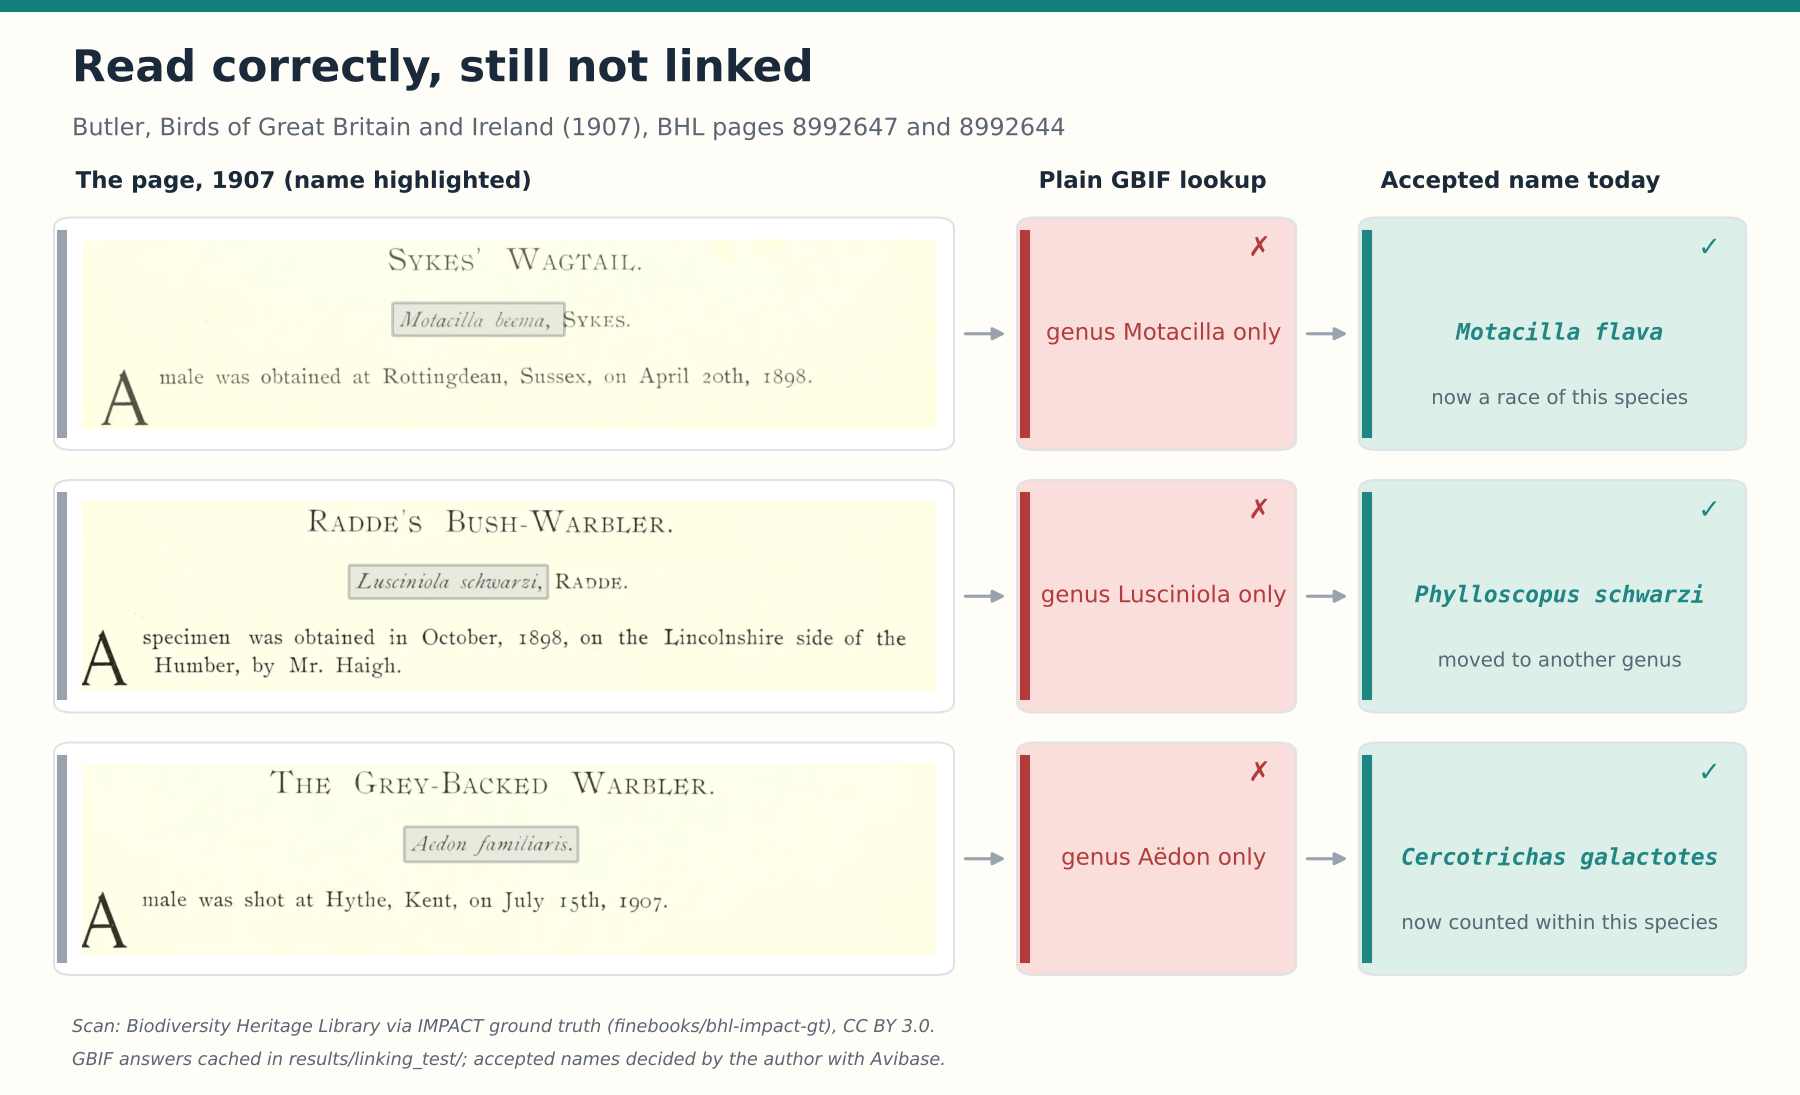 Read correctly, still not linked
Butler, Birds of Great Britain and Ireland (1907), BHL pages 8992647 and 8992644
The page, 1907 (name highlighted)
Plain GBIF lookup
Accepted name today
SYKES' WAGTAIL.
Motacilla beema, SYKES.
A male was obtained at Rottingdean, Sussex, on April 20th, 1898.
✗
genus Motacilla only
✓
Motacilla flava
now a race of this species
RADDE'S BUSH-WARBLER.
Lusciniola schwarzi, RADDE.
A specimen was obtained in October, 1898, on the Lincolnshire side of the
Humber, by Mr. Haigh.
✗
genus Lusciniola only
✓
Phylloscopus schwarzi
moved to another genus
THE GREY-BACKED WARBLER.
Aedon familiaris.
A male was shot at Hythe, Kent, on July 15th, 1907.
✗
genus Aëdon only
✓
Cercotrichas galactotes
now counted within this species
Scan: Biodiversity Heritage Library via IMPACT ground truth (finebooks/bhl-impact-gt), CC BY 3.0.
GBIF answers cached in results/linking_test/; accepted names decided by the author with Avibase.